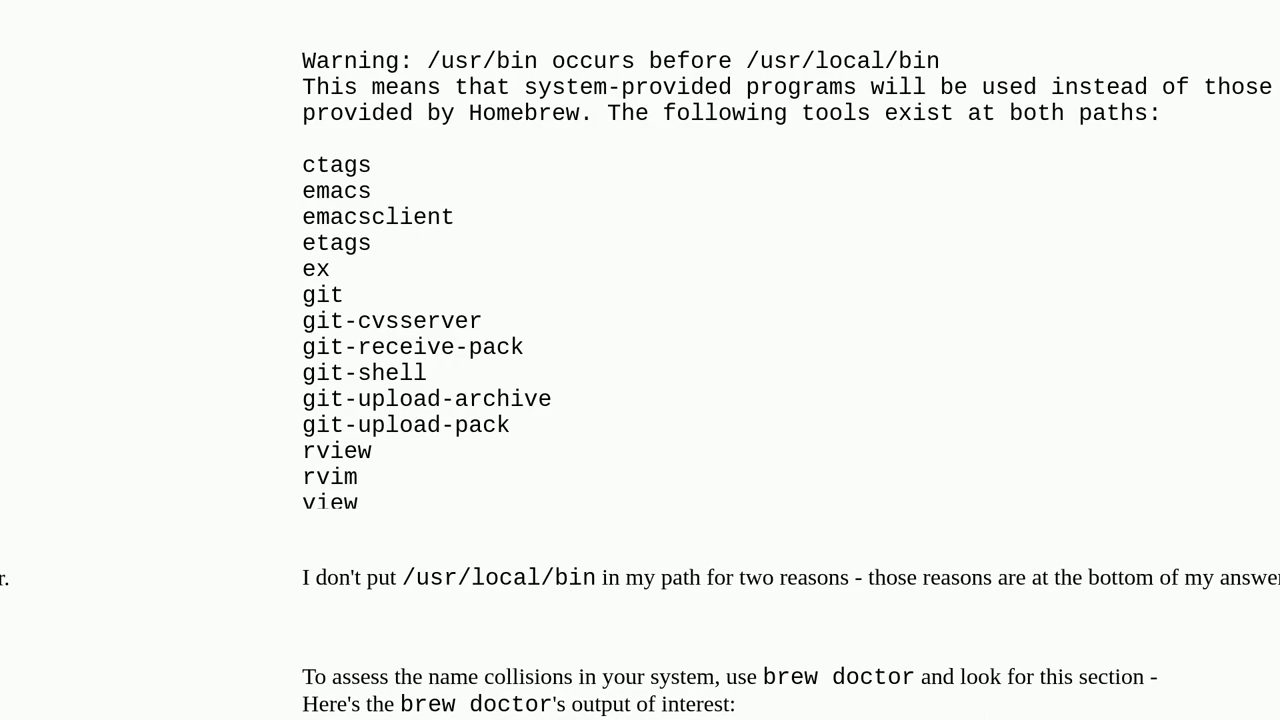 Warning: /usr/bin occurs before /usr/local/bin
This means that system-provided programs will be used instead of those
provided by Homebrew. The following tools exist at both paths:
ctags
emacs
emacsclient
etags
ex
git
git-cvsserver
git-receive-pack
git-shell
git-upload-archive
git-upload-pack
rview
rvim
view
r.
I don't put /usr/local/bin in my path for two reasons - those reasons are at the bottom of my answer
To assess the name collisions in your system, use brew doctor and look for this section -
Here's the brew doctor's output of interest: